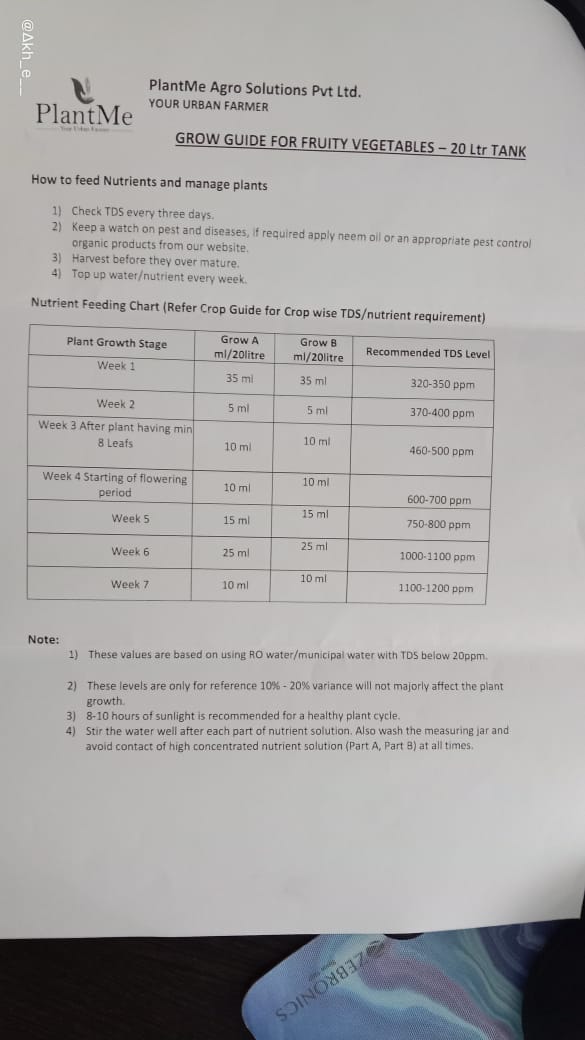 @Δkh_e__
PlantMe
Your Urban Farmer
PlantMe Agro Solutions Pvt Ltd.
YOUR URBAN FARMER
GROW GUIDE FOR FRUITY VEGETABLES – 20 Ltr TANK
How to feed Nutrients and manage plants
1) Check TDS every three days.
2) Keep a watch on pest and diseases, if required apply neem oil or an appropriate pest control
organic products from our website.
3) Harvest before they over mature.
4) Top up water/nutrient every week.
Nutrient Feeding Chart (Refer Crop Guide for Crop wise TDS/nutrient requirement)
Plant Growth Stage Grow A ml/20litre Grow B ml/20litre Recommended TDS Level
Week 1 35 ml 35 ml 320-350 ppm
Week 2 5 ml 5 ml 370-400 ppm
Week 3 After plant having min 8 Leafs 10 ml 10 ml 460-500 ppm
Week 4 Starting of flowering period 10 ml 10 ml 600-700 ppm
Week 5 15 ml 15 ml 750-800 ppm
Week 6 25 ml 25 ml 1000-1100 ppm
Week 7 10 ml 10 ml 1100-1200 ppm
Note:
1) These values are based on using RO water/municipal water with TDS below 20ppm.
2) These levels are only for reference 10% - 20% variance will not majorly affect the plant
growth.
3) 8-10 hours of sunlight is recommended for a healthy plant cycle.
4) Stir the water well after each part of nutrient solution. Also wash the measuring jar and
avoid contact of high concentrated nutrient solution (Part A, Part B) at all times.
ZEBRONICS